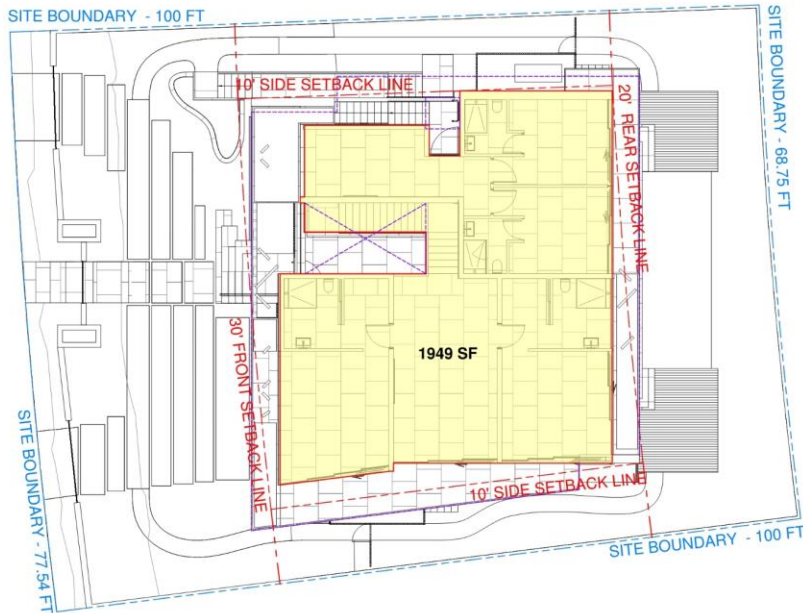 SITE BOUNDARY - 100 FT
SITE BOUNDARY - 68.75 FT
10' SIDE SETBACK LINE
20' REAR SETBACK LINE
1949 SF
30' FRONT SETBACK LINE
SITE BOUNDARY - 77.54 FT
10' SIDE SETBACK LINE
SITE BOUNDARY - 100 FT